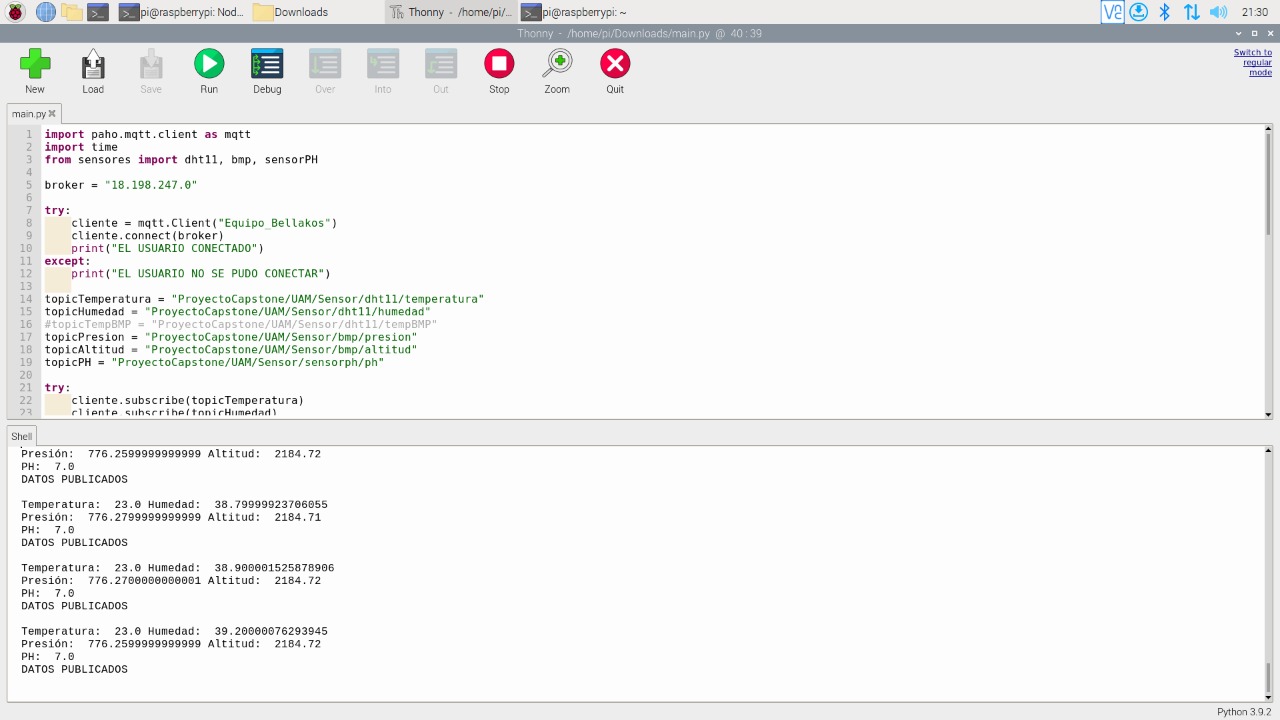 pi@raspberrypi: Nod...
Downloads
Thonny - /home/pi/...
pi@raspberrypi: ~
21:30
Thonny - /home/pi/Downloads/main.py @ 40:39
New
Load
Save
Run
Debug
Over
Into
Out
Stop
Zoom
Quit
Switch to
regular
mode
main.py
1 import paho.mqtt.client as mqtt
2 import time
3 from sensores import dht11, bmp, sensorPH
4
5 broker = "18.198.247.0"
6
7 try:
8 cliente = mqtt.Client("Equipo_Bellakos")
9 cliente.connect(broker)
10 print("EL USUARIO CONECTADO")
11 except:
12 print("EL USUARIO NO SE PUDO CONECTAR")
13
14 topicTemperatura = "ProyectoCapstone/UAM/Sensor/dht11/temperatura"
15 topicHumedad = "ProyectoCapstone/UAM/Sensor/dht11/humedad"
16 #topicTempBMP = "ProyectoCapstone/UAM/Sensor/dht11/tempBMP"
17 topicPresion = "ProyectoCapstone/UAM/Sensor/bmp/presion"
18 topicAltitud = "ProyectoCapstone/UAM/Sensor/bmp/altitud"
19 topicPH = "ProyectoCapstone/UAM/Sensor/sensorph/ph"
20
21 try:
22 cliente.subscribe(topicTemperatura)
23 cliente.subscribe(topicHumedad)
Shell
Presión:  776.2599999999999 Altitud:  2184.72
PH:  7.0
DATOS PUBLICADOS
Temperatura:  23.0 Humedad:  38.79999923706055
Presión:  776.2799999999999 Altitud:  2184.71
PH:  7.0
DATOS PUBLICADOS
Temperatura:  23.0 Humedad:  38.900001525878906
Presión:  776.2700000000001 Altitud:  2184.72
PH:  7.0
DATOS PUBLICADOS
Temperatura:  23.0 Humedad:  39.20000076293945
Presión:  776.2599999999999 Altitud:  2184.72
PH:  7.0
DATOS PUBLICADOS
Python 3.9.2